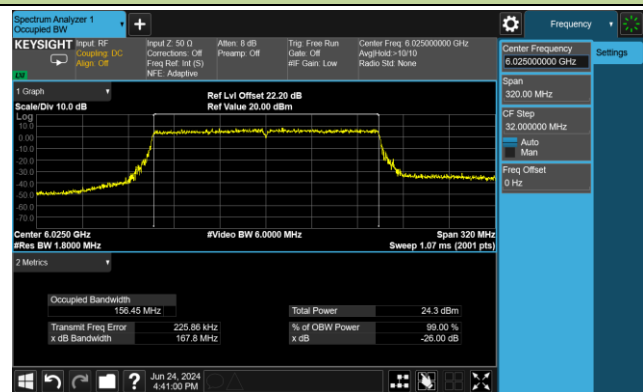 Spectrum Analyzer 1
Occupied BW
Frequency
KEYSIGHT
Input: RF
Coupling: DC
Align: Off
Input Z: 50 Ω
Corrections: Off
Freq Ref: Int (S)
NFE: Adaptive
Atten: 8 dB
Preamp: Off
Trig: Free Run
Gate: Off
#IF Gain: Low
Center Freq: 6.025000000 GHz
Avg|Hold:>10/10
Radio Std: None
LW
Center Frequency
6.025000000 GHz
Settings
Span
320.00 MHz
CF Step
32.000000 MHz
Auto
Man
Freq Offset
0 Hz
1 Graph
Scale/Div 10.0 dB
Ref Lvl Offset 22.20 dB
Ref Value 20.00 dBm
Log
10.0
0.00
-10.0
-20.0
-30.0
-40.0
-50.0
-60.0
-70.0
Center 6.0250 GHz
#Res BW 1.8000 MHz
#Video BW 6.0000 MHz
Span 320 MHz
Sweep 1.07 ms (2001 pts)
2 Metrics
Occupied Bandwidth
156.45 MHz
Total Power 24.3 dBm
Transmit Freq Error 225.86 kHz
% of OBW Power 99.00 %
x dB Bandwidth 167.8 MHz
x dB -26.00 dB
?
Jun 24, 2024
4:41:00 PM